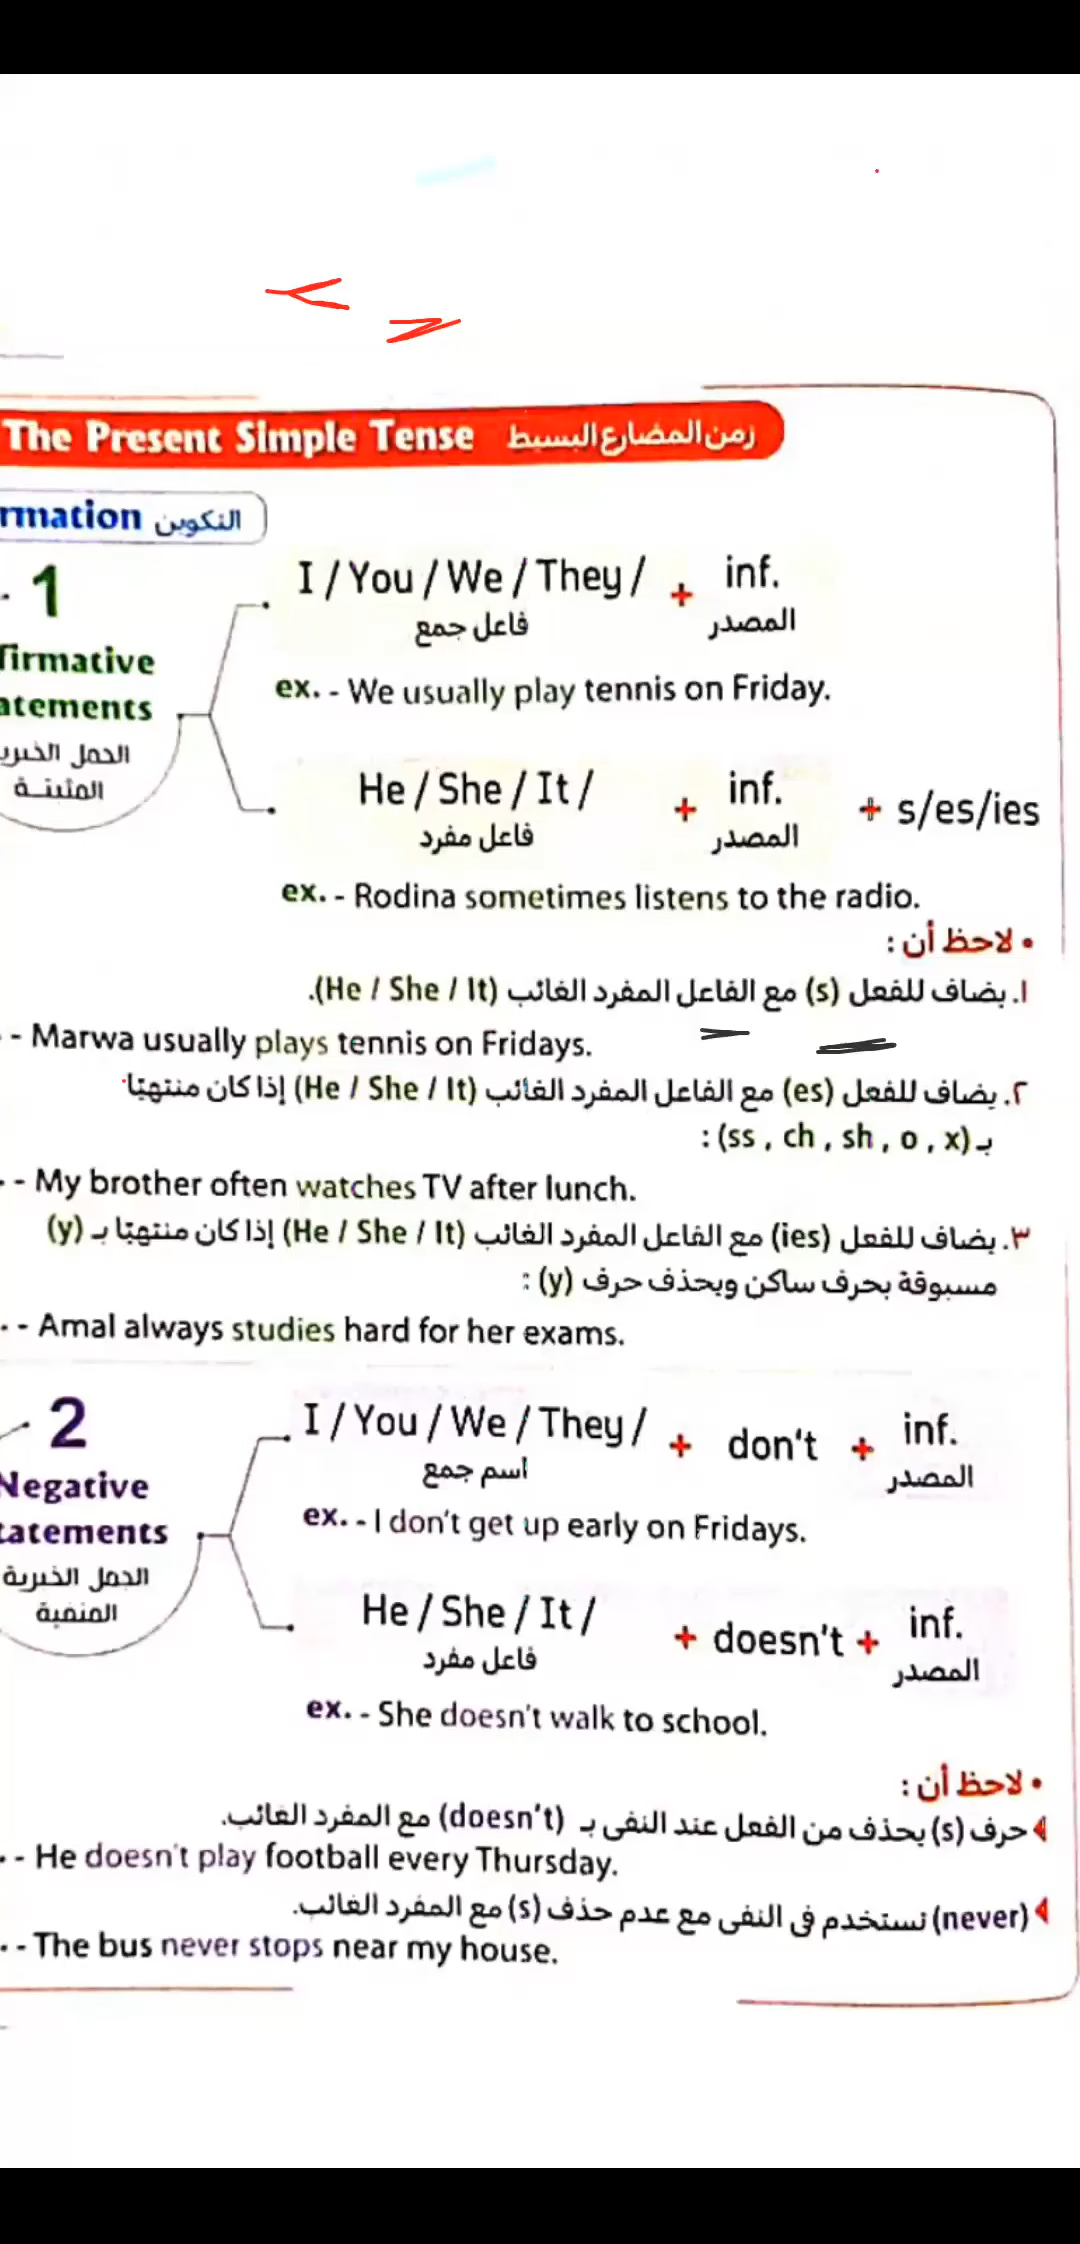 The Present Simple Tense زمن المضارع البسيط
rmation التكوين
1
firmative
atements
الجمل الخبرية
المثبتة
I / You / We / They / + inf.
فاعل جمع المصدر
ex. - We usually play tennis on Friday.
He / She / It / + inf. + s/es/ies
فاعل مفرد المصدر
ex. - Rodina sometimes listens to the radio.
• لاحظ أن :
١. يضاف للفعل (s) مع الفاعل المفرد الغائب (He / She / It).
- Marwa usually plays tennis on Fridays.
٢. يضاف للفعل (es) مع الفاعل المفرد الغائب (He / She / It) إذا كان منتهيًا
بـ (ss , ch , sh , o , x) :
- My brother often watches TV after lunch.
٣. يضاف للفعل (ies) مع الفاعل المفرد الغائب (He / She / It) إذا كان منتهيًا بـ (y)
مسبوقة بحرف ساكن ويحذف حرف (y) :
- Amal always studies hard for her exams.
2
Negative
tatements
الجمل الخبرية
المنفية
I / You / We / They / + don't + inf.
اسم جمع المصدر
ex. - I don't get up early on Fridays.
He / She / It / + doesn't + inf.
فاعل مفرد المصدر
ex. - She doesn't walk to school.
• لاحظ أن :
حرف (s) يحذف من الفعل عند النفى بـ (doesn't) مع المفرد الغائب.
- He doesn't play football every Thursday.
(never) تستخدم فى النفى مع عدم حذف (s) مع المفرد الغائب.
- The bus never stops near my house.